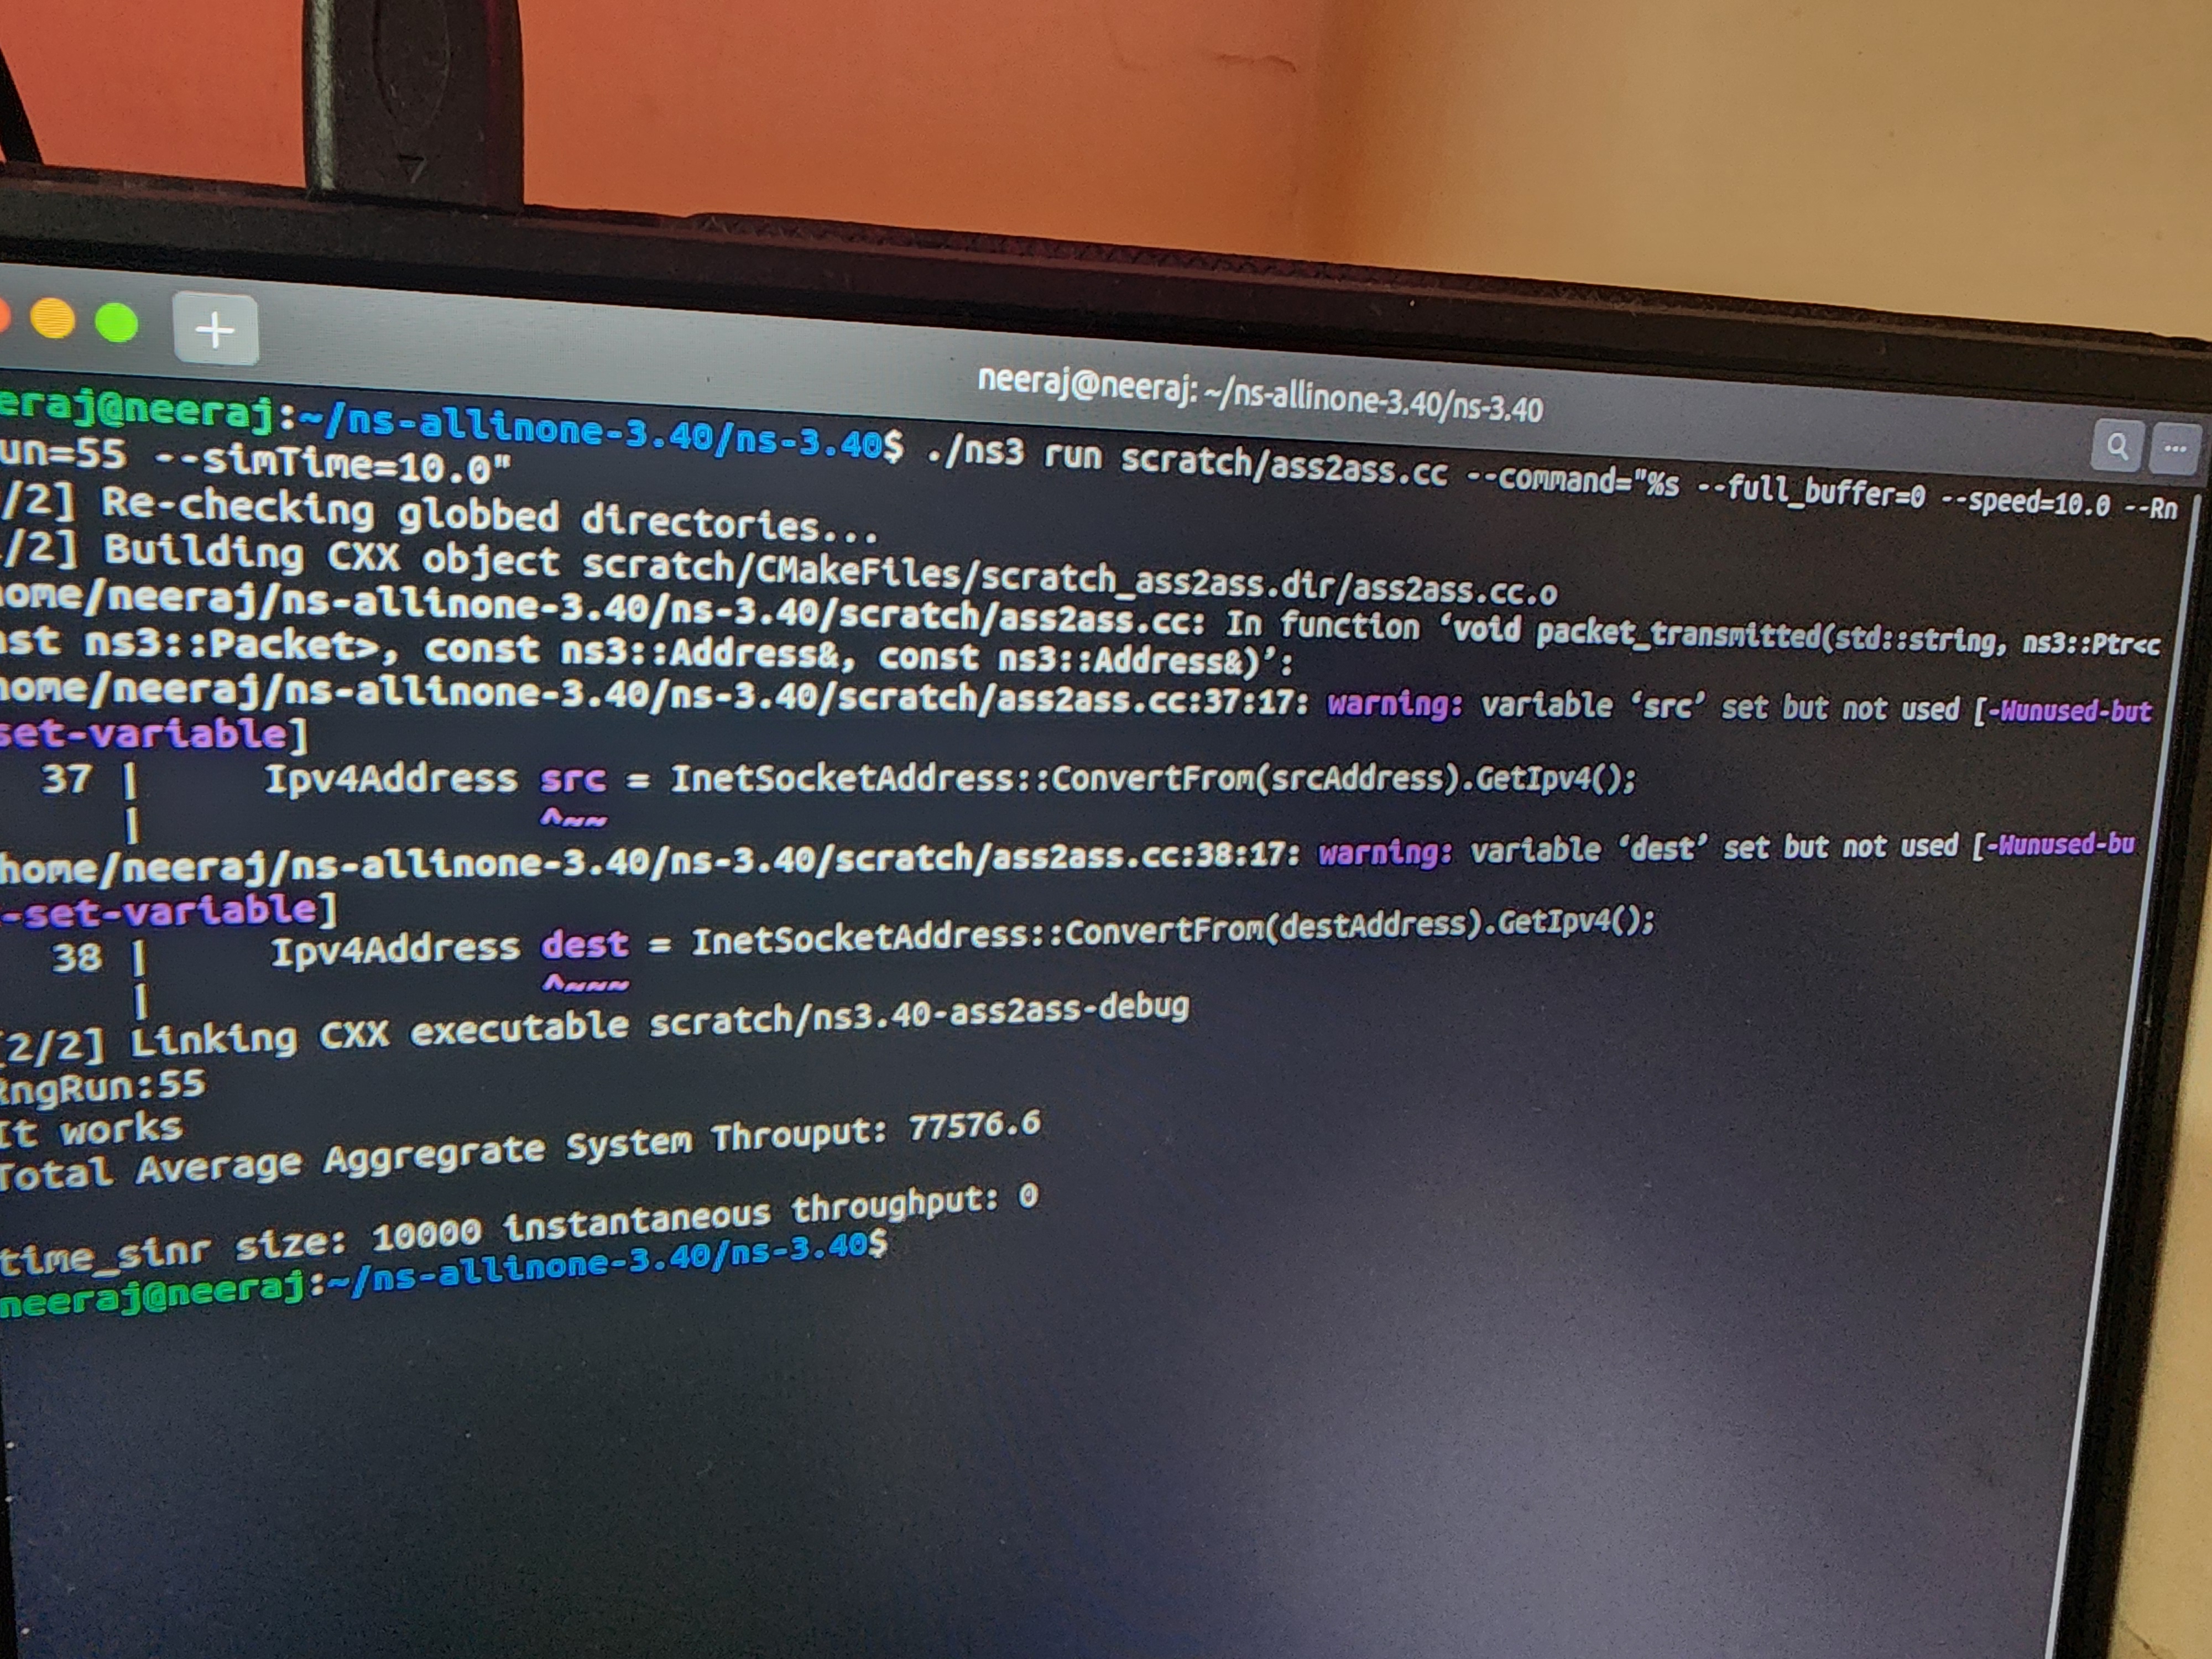 neeraj@neeraj: ~/ns-allinone-3.40/ns-3.40
eraj@neeraj:~/ns-allinone-3.40/ns-3.40$ ./ns3 run scratch/ass2ass.cc --command="%s --full_buffer=0 --speed=10.0 --Rn
un=55 --simTime=10.0"
/2] Re-checking globbed directories...
/2] Building CXX object scratch/CMakeFiles/scratch_ass2ass.dir/ass2ass.cc.o
ome/neeraj/ns-allinone-3.40/ns-3.40/scratch/ass2ass.cc: In function ‘void packet_transmitted(std::string, ns3::Ptr<c
nst ns3::Packet>, const ns3::Address&, const ns3::Address&)’:
home/neeraj/ns-allinone-3.40/ns-3.40/scratch/ass2ass.cc:37:17: warning: variable ‘src’ set but not used [-Wunused-but
set-variable]
37 | Ipv4Address src = InetSocketAddress::ConvertFrom(srcAddress).GetIpv4();
| ^~~
home/neeraj/ns-allinone-3.40/ns-3.40/scratch/ass2ass.cc:38:17: warning: variable ‘dest’ set but not used [-Wunused-bu
-set-variable]
38 | Ipv4Address dest = InetSocketAddress::ConvertFrom(destAddress).GetIpv4();
| ^~~~
[2/2] Linking CXX executable scratch/ns3.40-ass2ass-debug
RngRun:55
It works
Total Average Aggregrate System Throuput: 77576.6
time_sinr size: 10000 instantaneous throughput: 0
neeraj@neeraj:~/ns-allinone-3.40/ns-3.40$